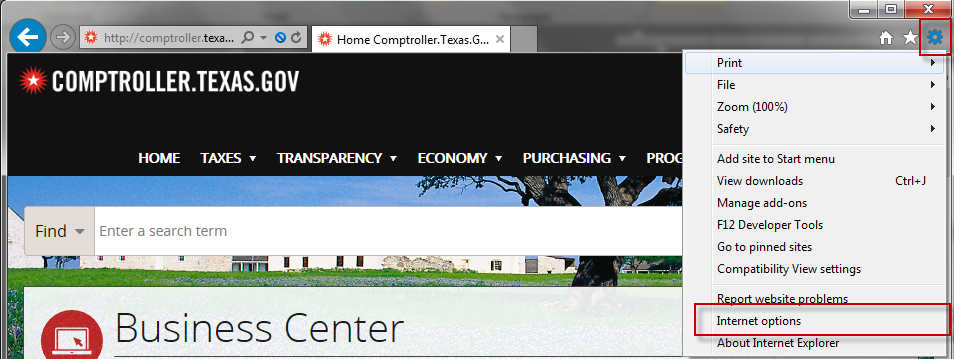 http://comptroller.texa...
Home Comptroller.Texas.G...
COMPTROLLER.TEXAS.GOV
HOME TAXES TRANSPARENCY ECONOMY PURCHASING PROG
Find Enter a search term
Business Center
Print
File
Zoom (100%)
Safety
Add site to Start menu
View downloads Ctrl+J
Manage add-ons
F12 Developer Tools
Go to pinned sites
Compatibility View settings
Report website problems
Internet options
About Internet Explorer